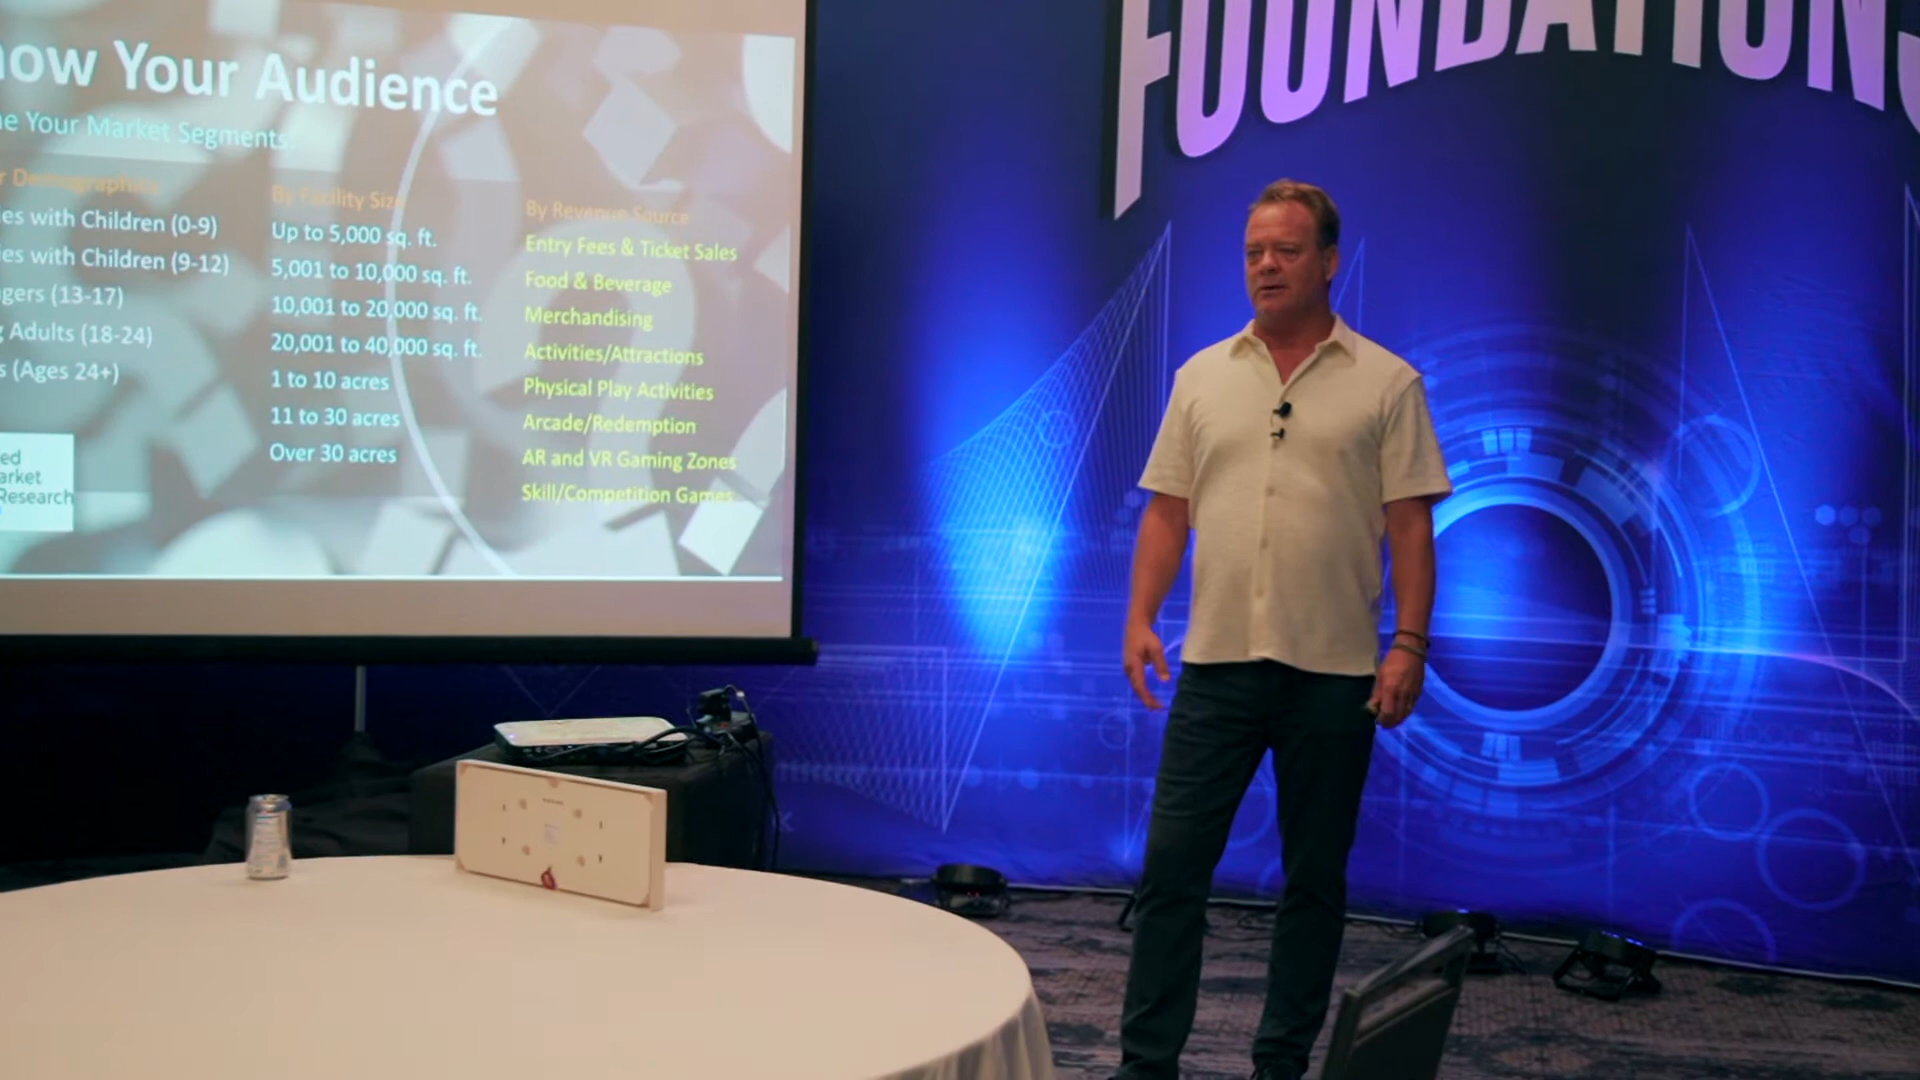 FOUNDATIONS
now Your Audience
ne Your Market Segments:
r Demographics
es with Children (0-9)
es with Children (9-12)
gers (13-17)
g Adults (18-24)
s (Ages 24+)
ed
arket
Research
By Facility Size
Up to 5,000 sq. ft.
5,001 to 10,000 sq. ft.
10,001 to 20,000 sq. ft.
20,001 to 40,000 sq. ft.
1 to 10 acres
11 to 30 acres
Over 30 acres
By Revenue Source
Entry Fees & Ticket Sales
Food & Beverage
Merchandising
Activities/Attractions
Physical Play Activities
Arcade/Redemption
AR and VR Gaming Zones
Skill/Competition Games